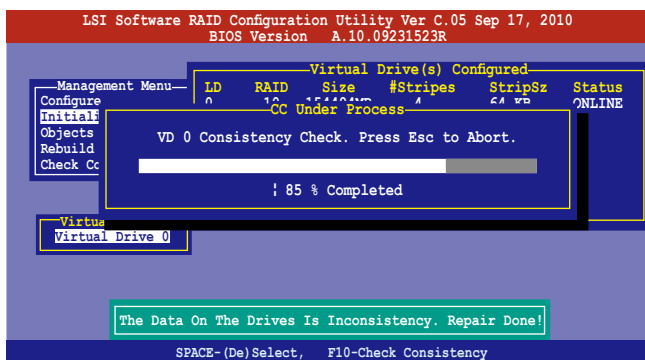 LSI Software RAID Configuration Utility Ver C.05 Sep 17, 2010
BIOS Version A.10.09231523R
Virtual Drive(s) Configured
Management Menu
LD RAID Size #Stripes StripSz Status
Configure
ONLINE
CC Under Process
Initiali
Objects
VD 0 Consistency Check. Press Esc to Abort.
Rebuild
Check Co
¦ 85 % Completed
Virtua
Virtual Drive 0
The Data On The Drives Is Inconsistency. Repair Done!
SPACE-(De)Select, F10-Check Consistency